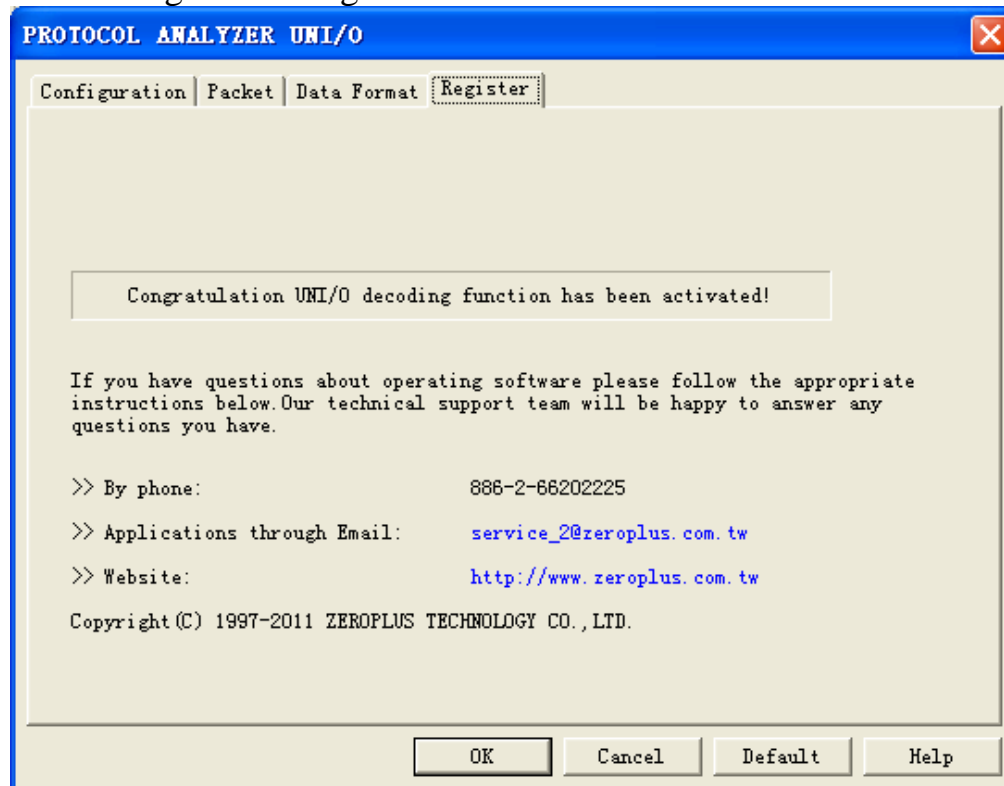 PROTOCOL ANALYZER UNI/O
Configuration Packet Data Format Register
Congratulation UNI/O decoding function has been activated!
If you have questions about operating software please follow the appropriate
instructions below.Our technical support team will be happy to answer any
questions you have.
>> By phone: 886-2-66202225
>> Applications through Email: service_2@zeroplus.com.tw
>> Website: http://www.zeroplus.com.tw
Copyright(C) 1997-2011 ZEROPLUS TECHNOLOGY CO.,LTD.
OK Cancel Default Help